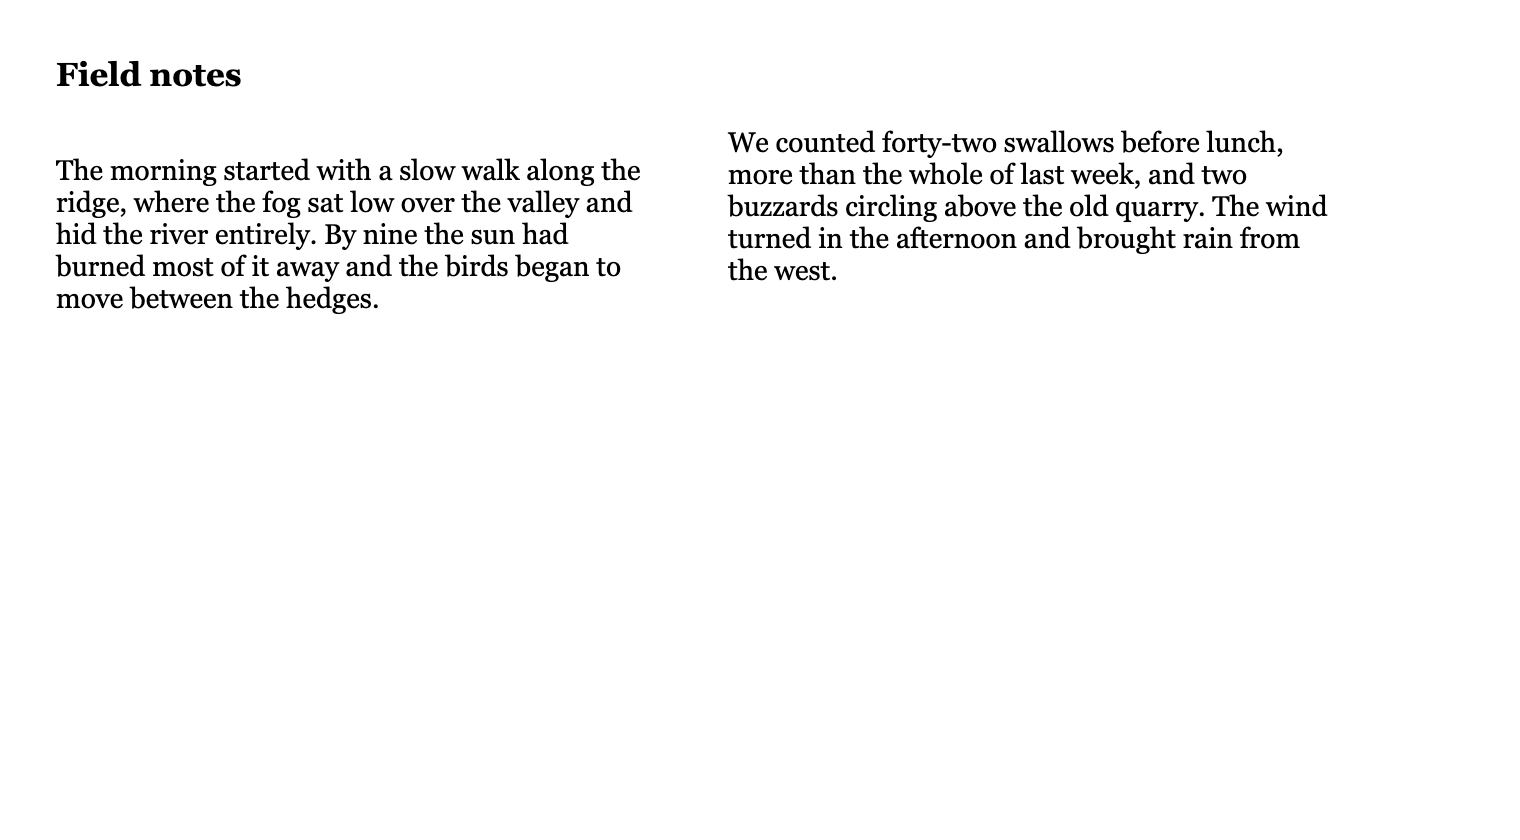 Field notes
The morning started with a slow walk along the
ridge, where the fog sat low over the valley and
hid the river entirely. By nine the sun had
burned most of it away and the birds began to
move between the hedges.
We counted forty-two swallows before lunch,
more than the whole of last week, and two
buzzards circling above the old quarry. The wind
turned in the afternoon and brought rain from
the west.